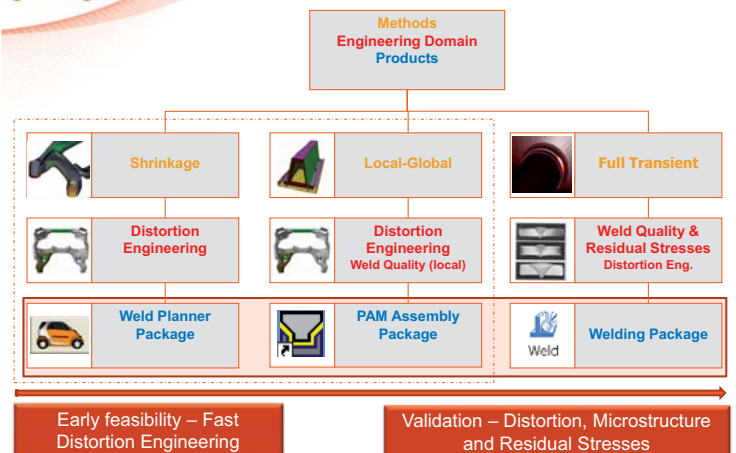 Methods
Engineering Domain
Products
Shrinkage
Local-Global
Full Transient
Distortion
Engineering
Distortion
Engineering
Weld Quality (local)
Weld Quality &
Residual Stresses
Distortion Eng.
Weld Planner
Package
PAM Assembly
Package
Weld
Welding Package
Early feasibility – Fast
Distortion Engineering
Validation – Distortion, Microstructure
and Residual Stresses